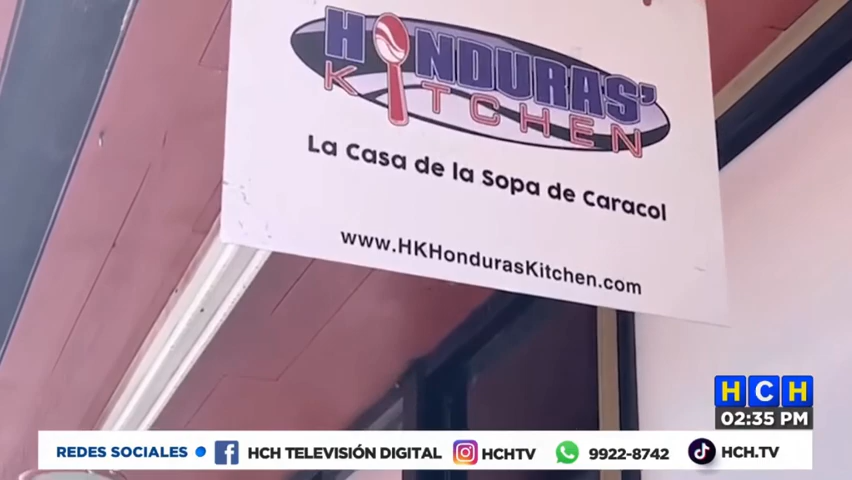 HONDURAS'
KITCHEN
La Casa de la Sopa de Caracol
www.HKHondurasKitchen.com
HCH
02:35 PM
REDES SOCIALES HCH TELEVISIÓN DIGITAL HCHTV 9922-8742 HCH.TV